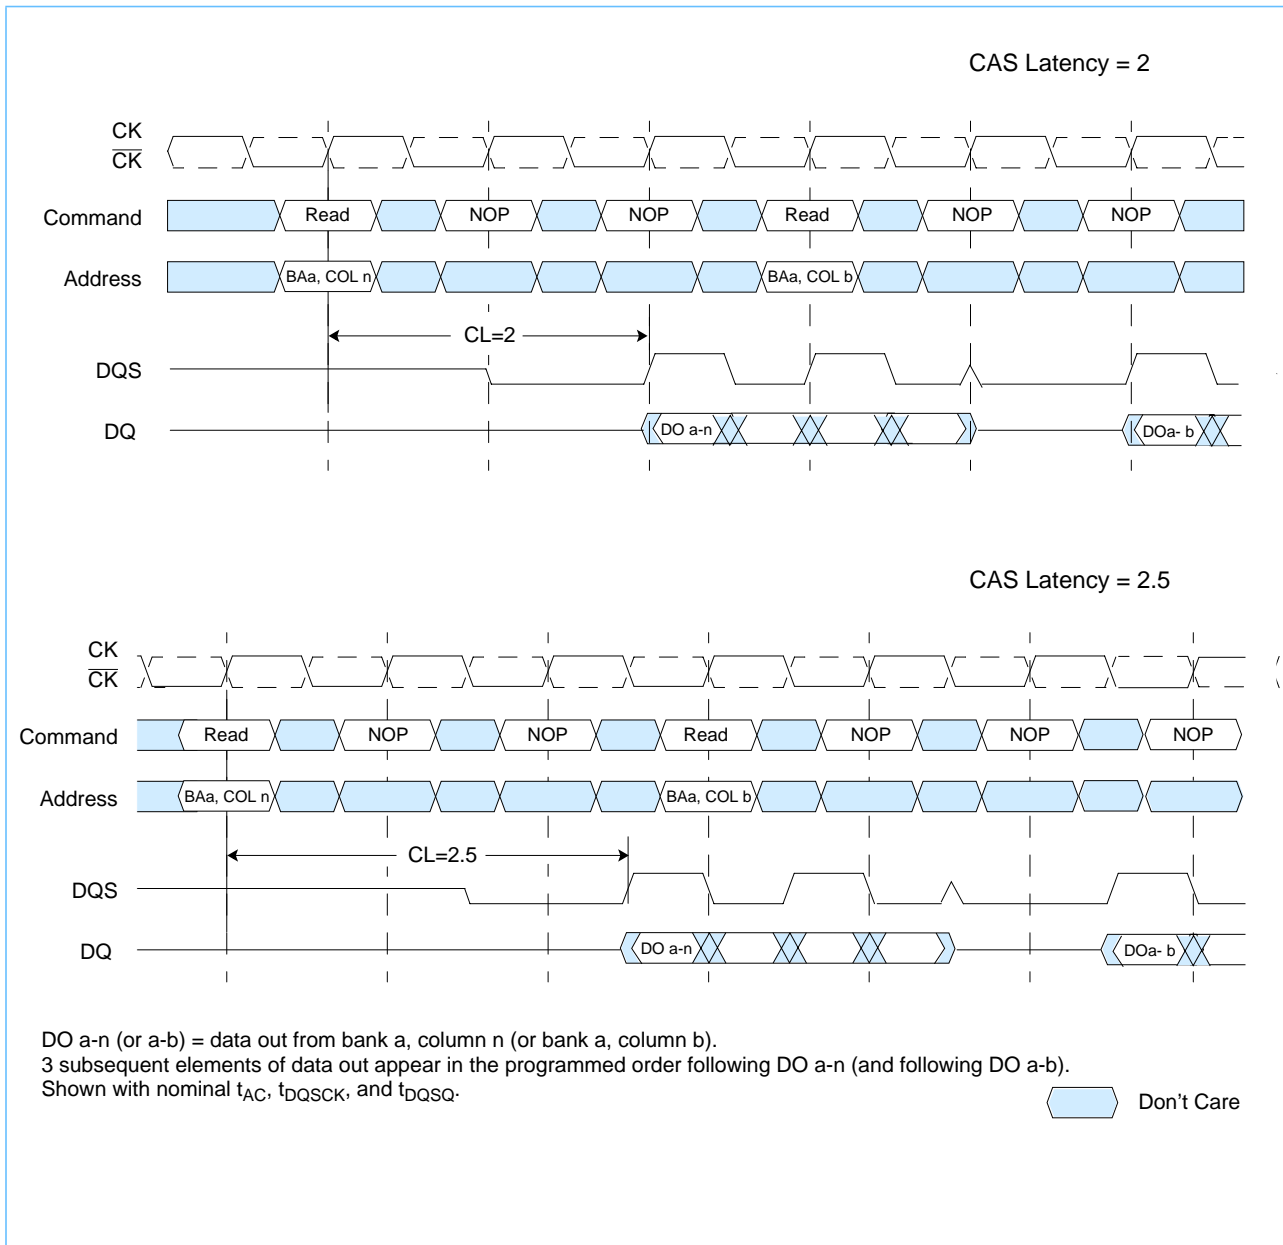 CAS Latency = 2
CK
CK
Command Read NOP NOP Read NOP NOP
Address BAa, COL n BAa, COL b
CL=2
DQS
DQ DO a-n DOa- b
CAS Latency = 2.5
CK
CK
Command Read NOP NOP Read NOP NOP NOP
Address BAa, COL n BAa, COL b
CL=2.5
DQS
DQ DO a-n DOa- b
DO a-n (or a-b) = data out from bank a, column n (or bank a, column b).
3 subsequent elements of data out appear in the programmed order following DO a-n (and following DO a-b).
Shown with nominal tAC, tDQSCK, and tDQSQ.
Don't Care